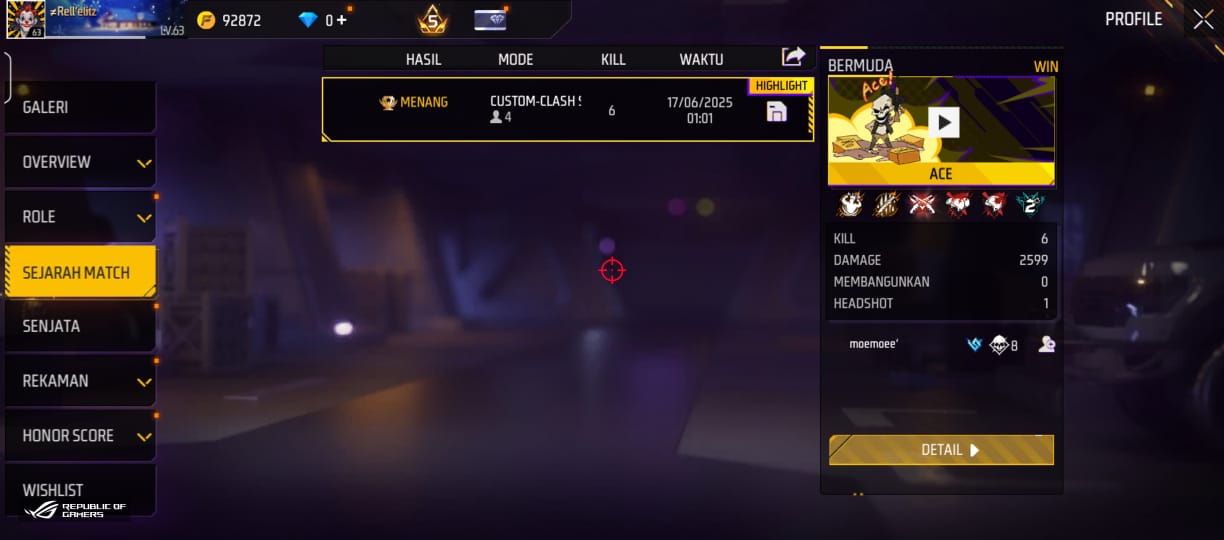 ≠Rell'elitz
63
LV.63
92872
0 +
5
PROFILE
GALERI
OVERVIEW
ROLE
SEJARAH MATCH
SENJATA
REKAMAN
HONOR SCORE
WISHLIST
REPUBLIC OF
GAMERS
HASIL MODE KILL WAKTU
HIGHLIGHT
MENANG CUSTOM-CLASH 6 17/06/2025
4 01:01
BERMUDA WIN
Ace!
ACE
2
KILL 6
DAMAGE 2599
MEMBANGUNKAN 0
HEADSHOT 1
moemoee' 8
DETAIL